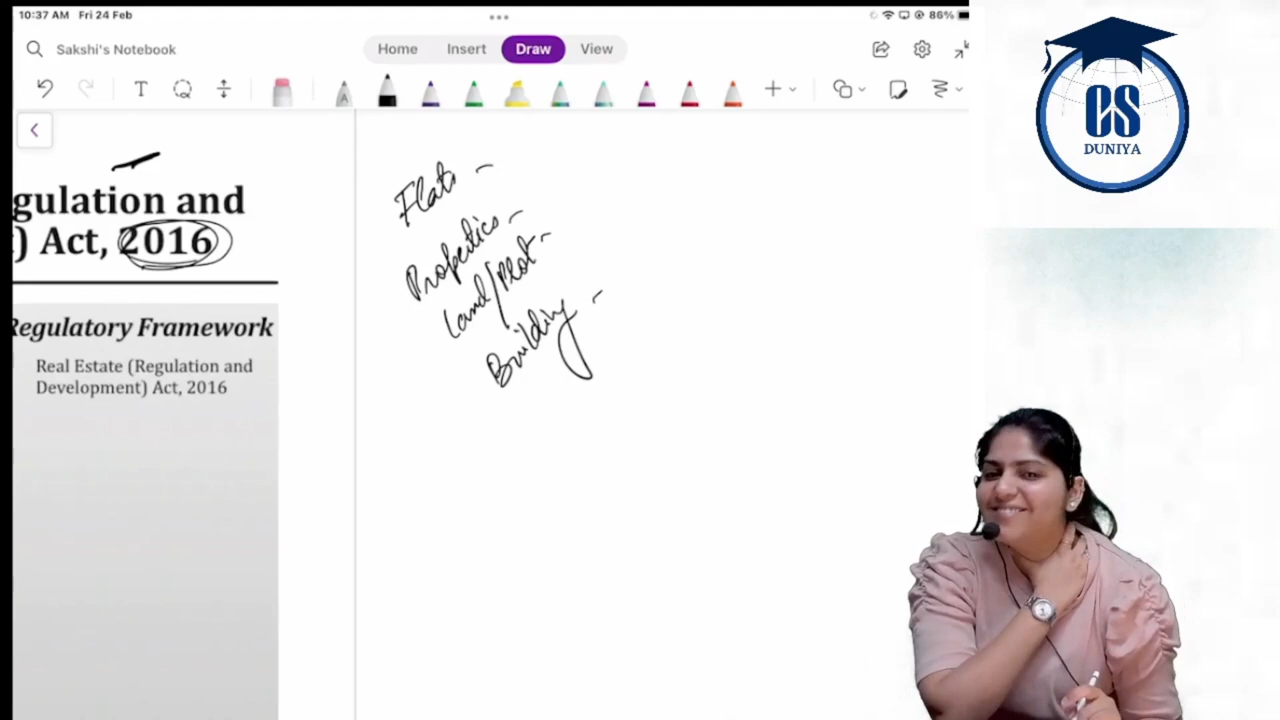 10:37 AM Fri 24 Feb
86%
Sakshi's Notebook
Home Insert Draw View
T
A
gulation and
) Act, 2016
Regulatory Framework
Real Estate (Regulation and
Development) Act, 2016
Flats -
Properties -
Land/Plot -
Building -
CS
DUNIYA